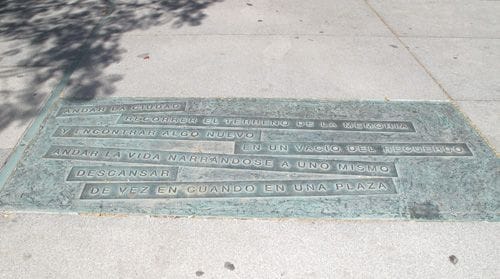 ANDAR LA CIUDAD
RECORRER EL TERRENO DE LA MEMORIA
Y ENCONTRAR ALGO NUEVO
EN UN VACIO DEL RECUERDO
ANDAR LA VIDA NARRÁNDOSE A UNO MISMO
DESCANSAR
DE VEZ EN CUANDO EN UNA PLAZA